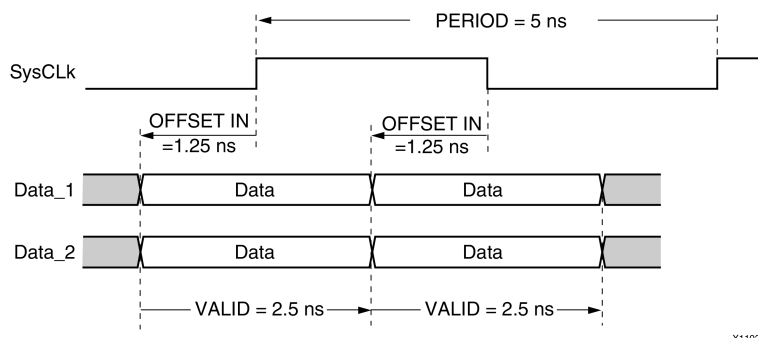 PERIOD = 5 ns
SysCLk
OFFSET IN
=1.25 ns
OFFSET IN
=1.25 ns
Data_1
Data
Data
Data_2
Data
Data
VALID = 2.5 ns
VALID = 2.5 ns